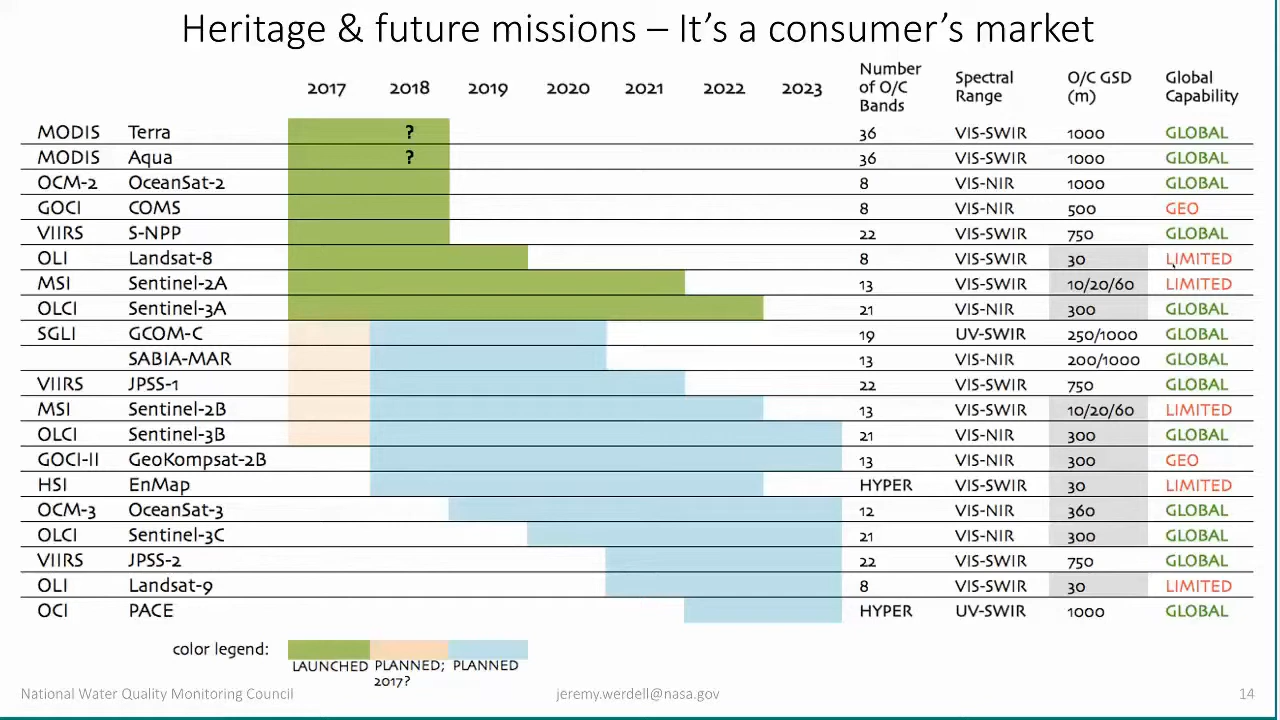 Heritage & future missions – It's a consumer's market
2017 2018 2019 2020 2021 2022 2023 Number of O/C Bands Spectral Range O/C GSD (m) Global Capability
MODIS Terra ? 36 VIS-SWIR 1000 GLOBAL
MODIS Aqua ? 36 VIS-SWIR 1000 GLOBAL
OCM-2 OceanSat-2 8 VIS-NIR 1000 GLOBAL
GOCI COMS 8 VIS-NIR 500 GEO
VIIRS S-NPP 22 VIS-SWIR 750 GLOBAL
OLI Landsat-8 8 VIS-SWIR 30 LIMITED
MSI Sentinel-2A 13 VIS-SWIR 10/20/60 LIMITED
OLCI Sentinel-3A 21 VIS-NIR 300 GLOBAL
SGLI GCOM-C 19 UV-SWIR 250/1000 GLOBAL
SABIA-MAR 13 VIS-NIR 200/1000 GLOBAL
VIIRS JPSS-1 22 VIS-SWIR 750 GLOBAL
MSI Sentinel-2B 13 VIS-SWIR 10/20/60 LIMITED
OLCI Sentinel-3B 21 VIS-NIR 300 GLOBAL
GOCI-II GeoKompsat-2B 13 VIS-NIR 300 GEO
HSI EnMap HYPER VIS-SWIR 30 LIMITED
OCM-3 OceanSat-3 12 VIS-NIR 360 GLOBAL
OLCI Sentinel-3C 21 VIS-NIR 300 GLOBAL
VIIRS JPSS-2 22 VIS-SWIR 750 GLOBAL
OLI Landsat-9 8 VIS-SWIR 30 LIMITED
OCI PACE HYPER UV-SWIR 1000 GLOBAL
color legend:
LAUNCHED PLANNED; 2017? PLANNED
National Water Quality Monitoring Council jeremy.werdell@nasa.gov 14